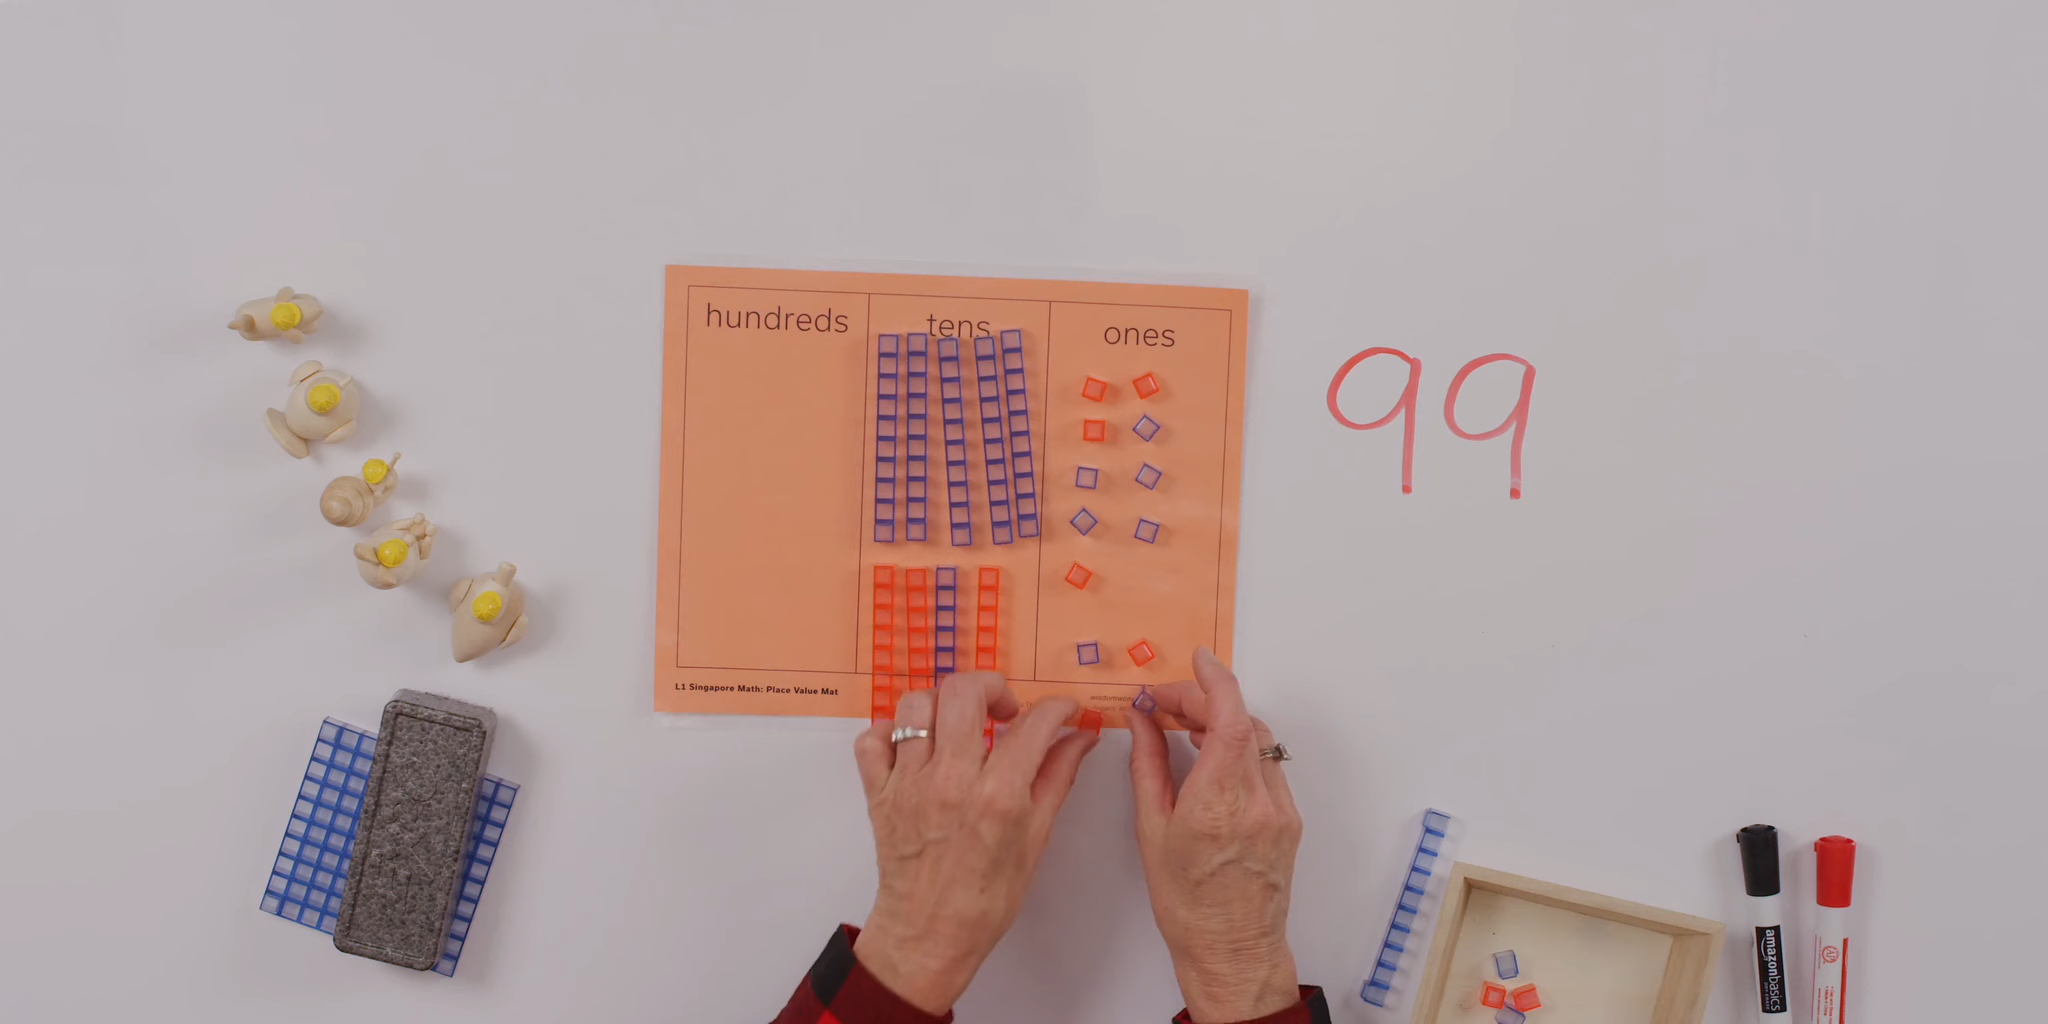 hundreds
tens
ones
99
L1 Singapore Math: Place Value Mat
amazonbasics